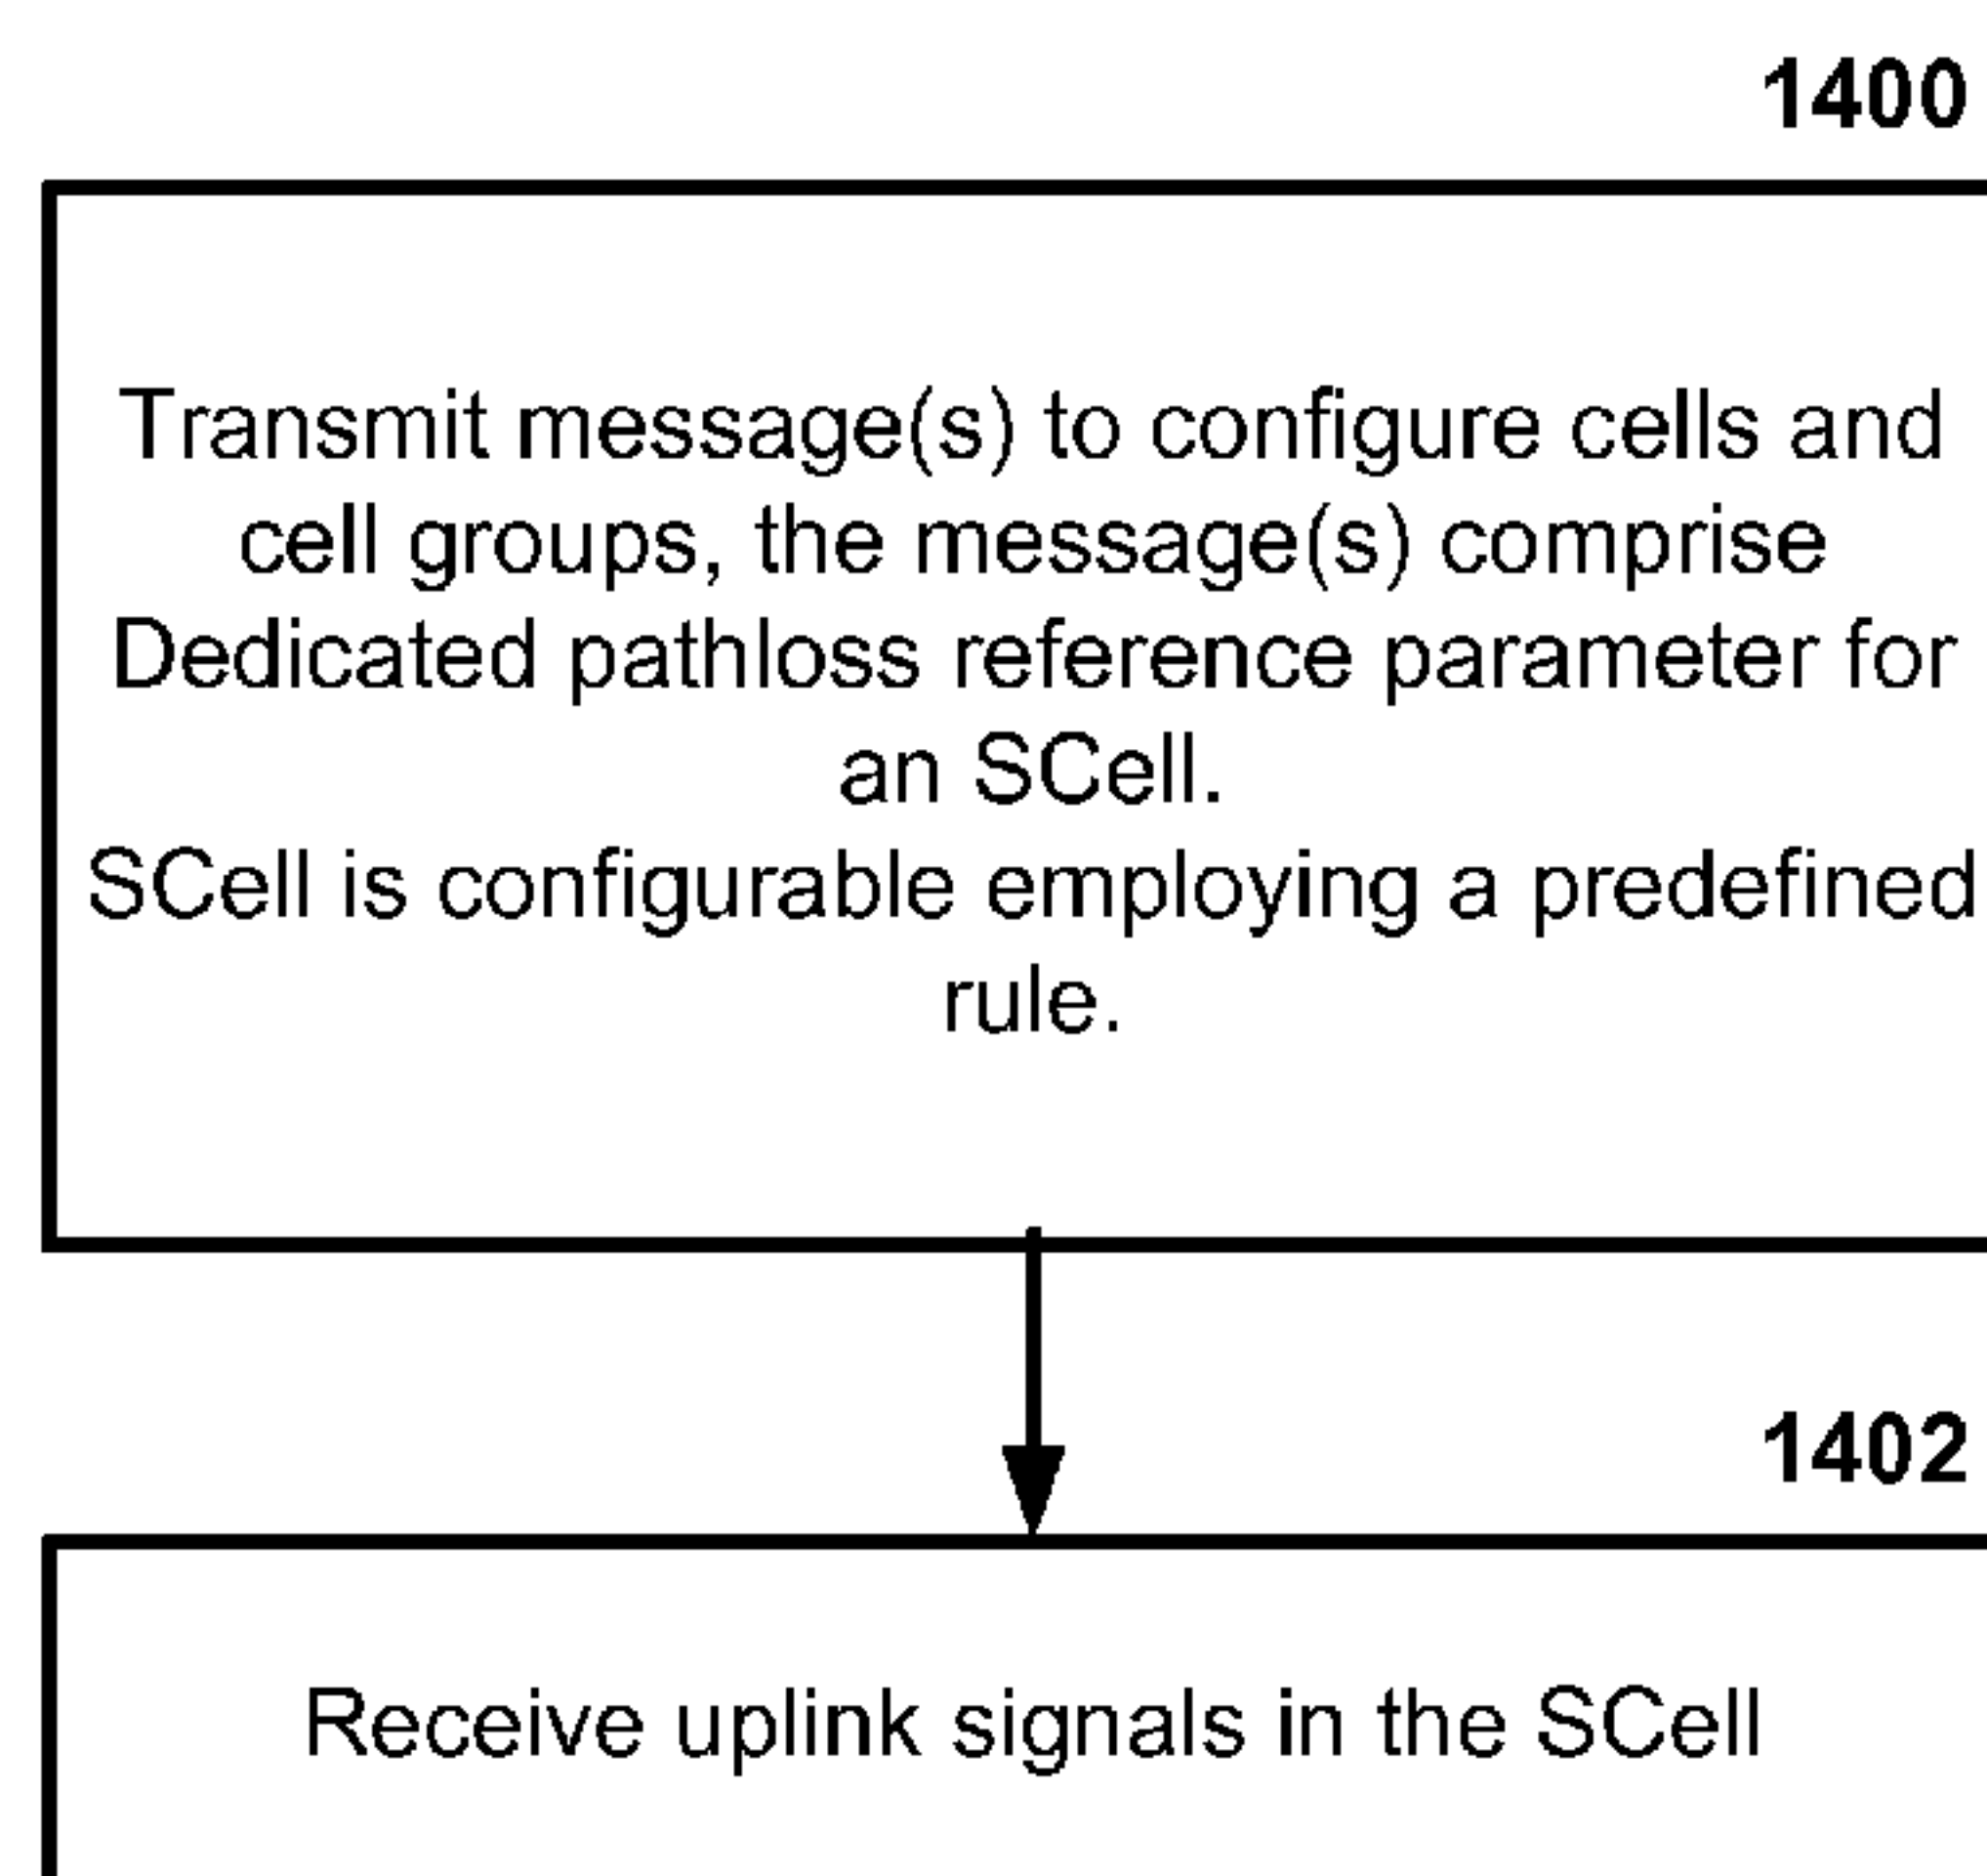 1400
Transmit message(s) to configure cells and
cell groups, the message(s) comprise
Dedicated pathloss reference parameter for
an SCell.
SCell is configurable employing a predefined
rule.
1402
Receive uplink signals in the SCell